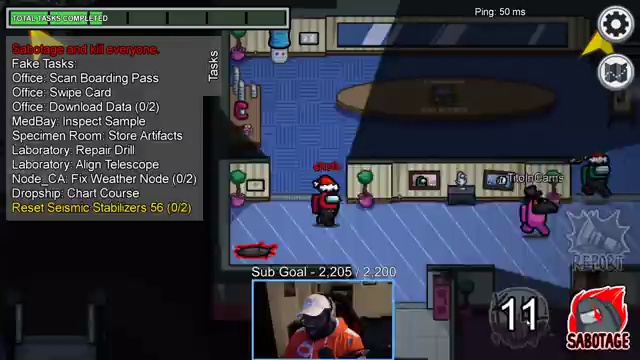 TOTAL TASKS COMPLETED
Ping: 50 ms
Sabotage and kill everyone.
Fake Tasks:
Office: Scan Boarding Pass
Office: Swipe Card
Office: Download Data (0/2)
MedBay: Inspect Sample
Specimen Room: Store Artifacts
Laboratory: Repair Drill
Laboratory: Align Telescope
Node_CA: Fix Weather Node (0/2)
Dropship: Chart Course
Reset Seismic Stabilizers 56 (0/2)
Tasks
TitoInCams
REPORT
Sub Goal - 2,205 / 2,200
11
SABOTAGE